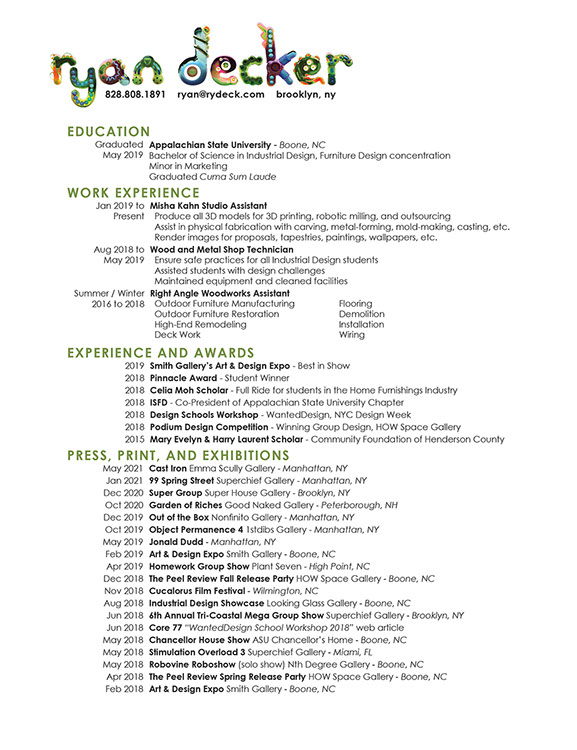 ryan decker
828.808.1891 ryan@rydeck.com brooklyn, ny
EDUCATION
Graduated Appalachian State University - Boone, NC
May 2019 Bachelor of Science in Industrial Design, Furniture Design concentration
Minor in Marketing
Graduated Cuma Sum Laude
WORK EXPERIENCE
Jan 2019 to Misha Kahn Studio Assistant
Present Produce all 3D models for 3D printing, robotic milling, and outsourcing
Assist in physical fabrication with carving, metal-forming, mold-making, casting, etc.
Render images for proposals, tapestries, paintings, wallpapers, etc.
Aug 2018 to Wood and Metal Shop Technician
May 2019 Ensure safe practices for all Industrial Design students
Assisted students with design challenges
Maintained equipment and cleaned facilities
Summer / Winter Right Angle Woodworks Assistant
2016 to 2018 Outdoor Furniture Manufacturing Flooring
Outdoor Furniture Restoration Demolition
High-End Remodeling Installation
Deck Work Wiring
EXPERIENCE AND AWARDS
2019 Smith Gallery's Art & Design Expo - Best in Show
2018 Pinnacle Award - Student Winner
2018 Celia Moh Scholar - Full Ride for students in the Home Furnishings Industry
2018 ISFD - Co-President of Appalachian State University Chapter
2018 Design Schools Workshop - WantedDesign, NYC Design Week
2018 Podium Design Competition - Winning Group Design, HOW Space Gallery
2015 Mary Evelyn & Harry Laurent Scholar - Community Foundation of Henderson County
PRESS, PRINT, AND EXHIBITIONS
May 2021 Cast Iron Emma Scully Gallery - Manhattan, NY
Jan 2021 99 Spring Street Superchief Gallery - Manhattan, NY
Dec 2020 Super Group Super House Gallery - Brooklyn, NY
Oct 2020 Garden of Riches Good Naked Gallery - Peterborough, NH
Dec 2019 Out of the Box Nonfinito Gallery - Manhattan, NY
Oct 2019 Object Permanence 4 1stdibs Gallery - Manhattan, NY
May 2019 Jonald Dudd - Manhattan, NY
Feb 2019 Art & Design Expo Smith Gallery - Boone, NC
Apr 2019 Homework Group Show Plant Seven - High Point, NC
Dec 2018 The Peel Review Fall Release Party HOW Space Gallery - Boone, NC
Nov 2018 Cucalorus Film Festival - Wilmington, NC
Aug 2018 Industrial Design Showcase Looking Glass Gallery - Boone, NC
Jun 2018 6th Annual Tri-Coastal Mega Group Show Superchief Gallery - Brooklyn, NY
Jun 2018 Core 77 "WantedDesign School Workshop 2018" web article
May 2018 Chancellor House Show ASU Chancellor's Home - Boone, NC
May 2018 Stimulation Overload 3 Superchief Gallery - Miami, FL
May 2018 Robovine Roboshow (solo show) Nth Degree Gallery - Boone, NC
Apr 2018 The Peel Review Spring Release Party HOW Space Gallery - Boone, NC
Feb 2018 Art & Design Expo Smith Gallery - Boone, NC